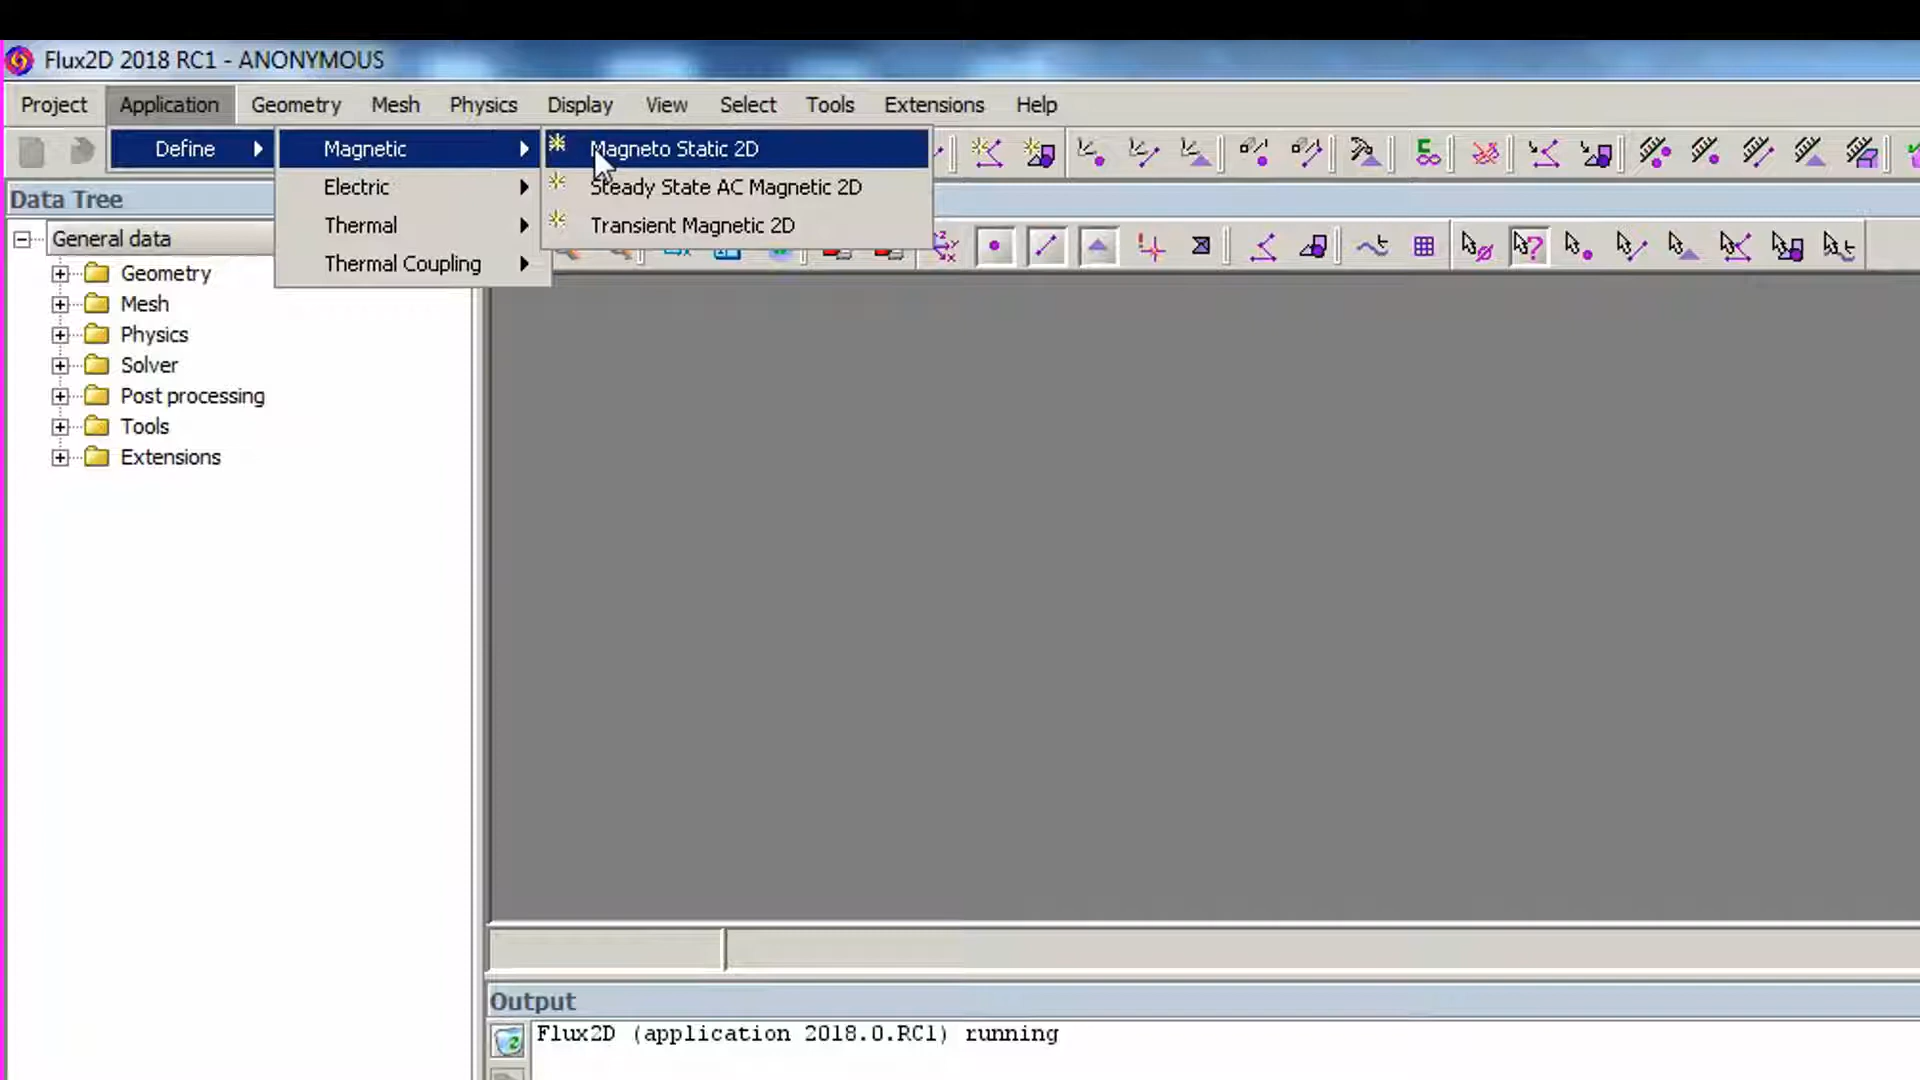 Flux2D 2018 RC1 - ANONYMOUS
Project Application Geometry Mesh Physics Display View Select Tools Extensions Help
Define Magnetic Magneto Static 2D
Electric Steady State AC Magnetic 2D
Thermal Transient Magnetic 2D
Thermal Coupling
Data Tree
General data
Geometry
Mesh
Physics
Solver
Post processing
Tools
Extensions
Output
Flux2D (application 2018.0.RC1) running